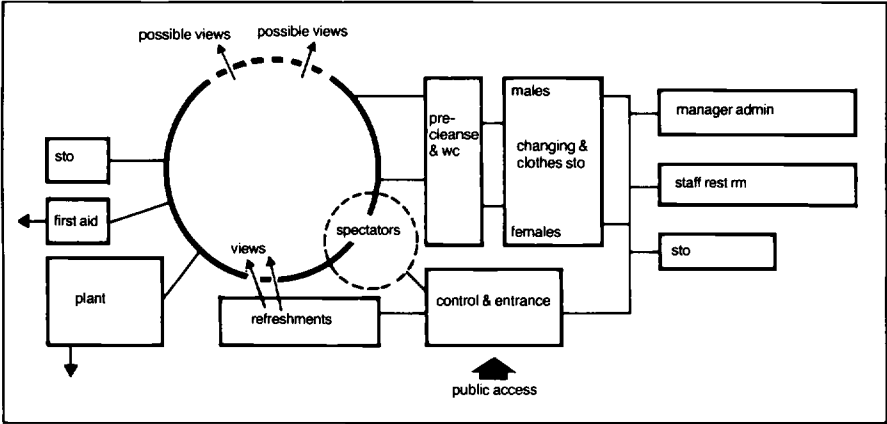 possible views
possible views
males
pre-
cleanse
& wc
changing &
clothes sto
females
manager admin
staff rest rm
sto
sto
first aid
plant
spectators
views
refreshments
control & entrance
public access